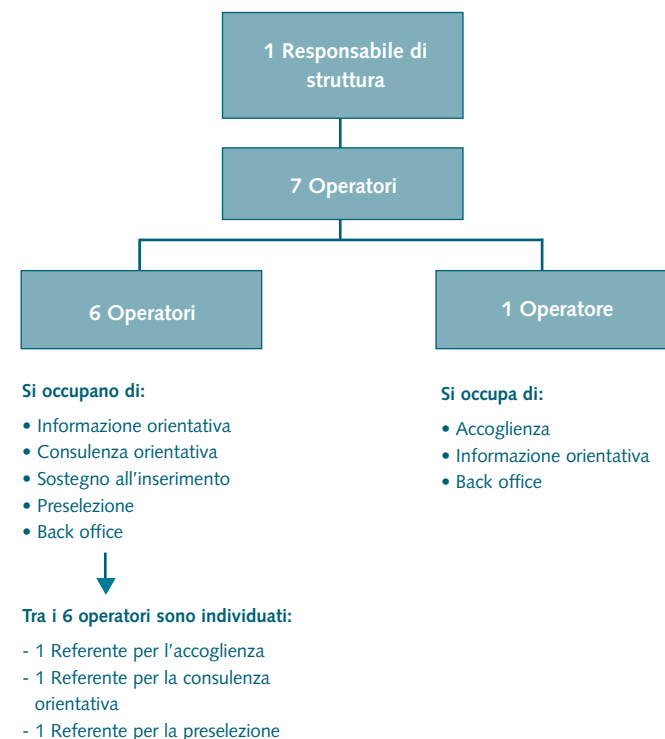 1 Responsabile di
struttura
7 Operatori
6 Operatori
1 Operatore
Si occupano di:
• Informazione orientativa
• Consulenza orientativa
• Sostegno all'inserimento
• Preselezione
• Back office
Si occupa di:
• Accoglienza
• Informazione orientativa
• Back office
Tra i 6 operatori sono individuati:
- 1 Referente per l'accoglienza
- 1 Referente per la consulenza
orientativa
- 1 Referente per la preselezione